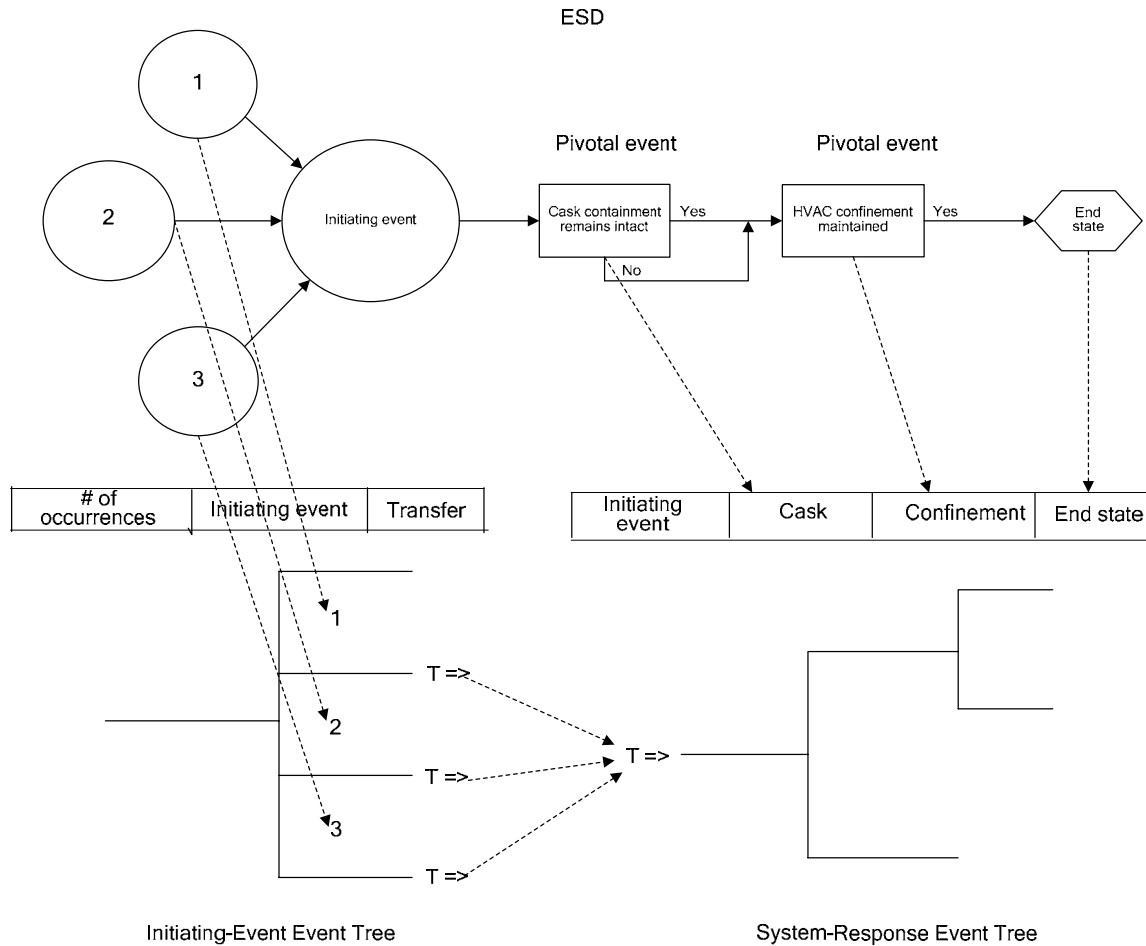 ESD
1
2
3
Initiating event
Pivotal event
Pivotal event
Cask containment
remains intact
Yes
No
HVAC confinement
maintained
Yes
End
state
# of
occurrences
Initiating event
Transfer
Initiating
event
Cask
Confinement
End state
1
T =>
2
T =>
3
T =>
T =>
Initiating-Event Event Tree
System-Response Event Tree